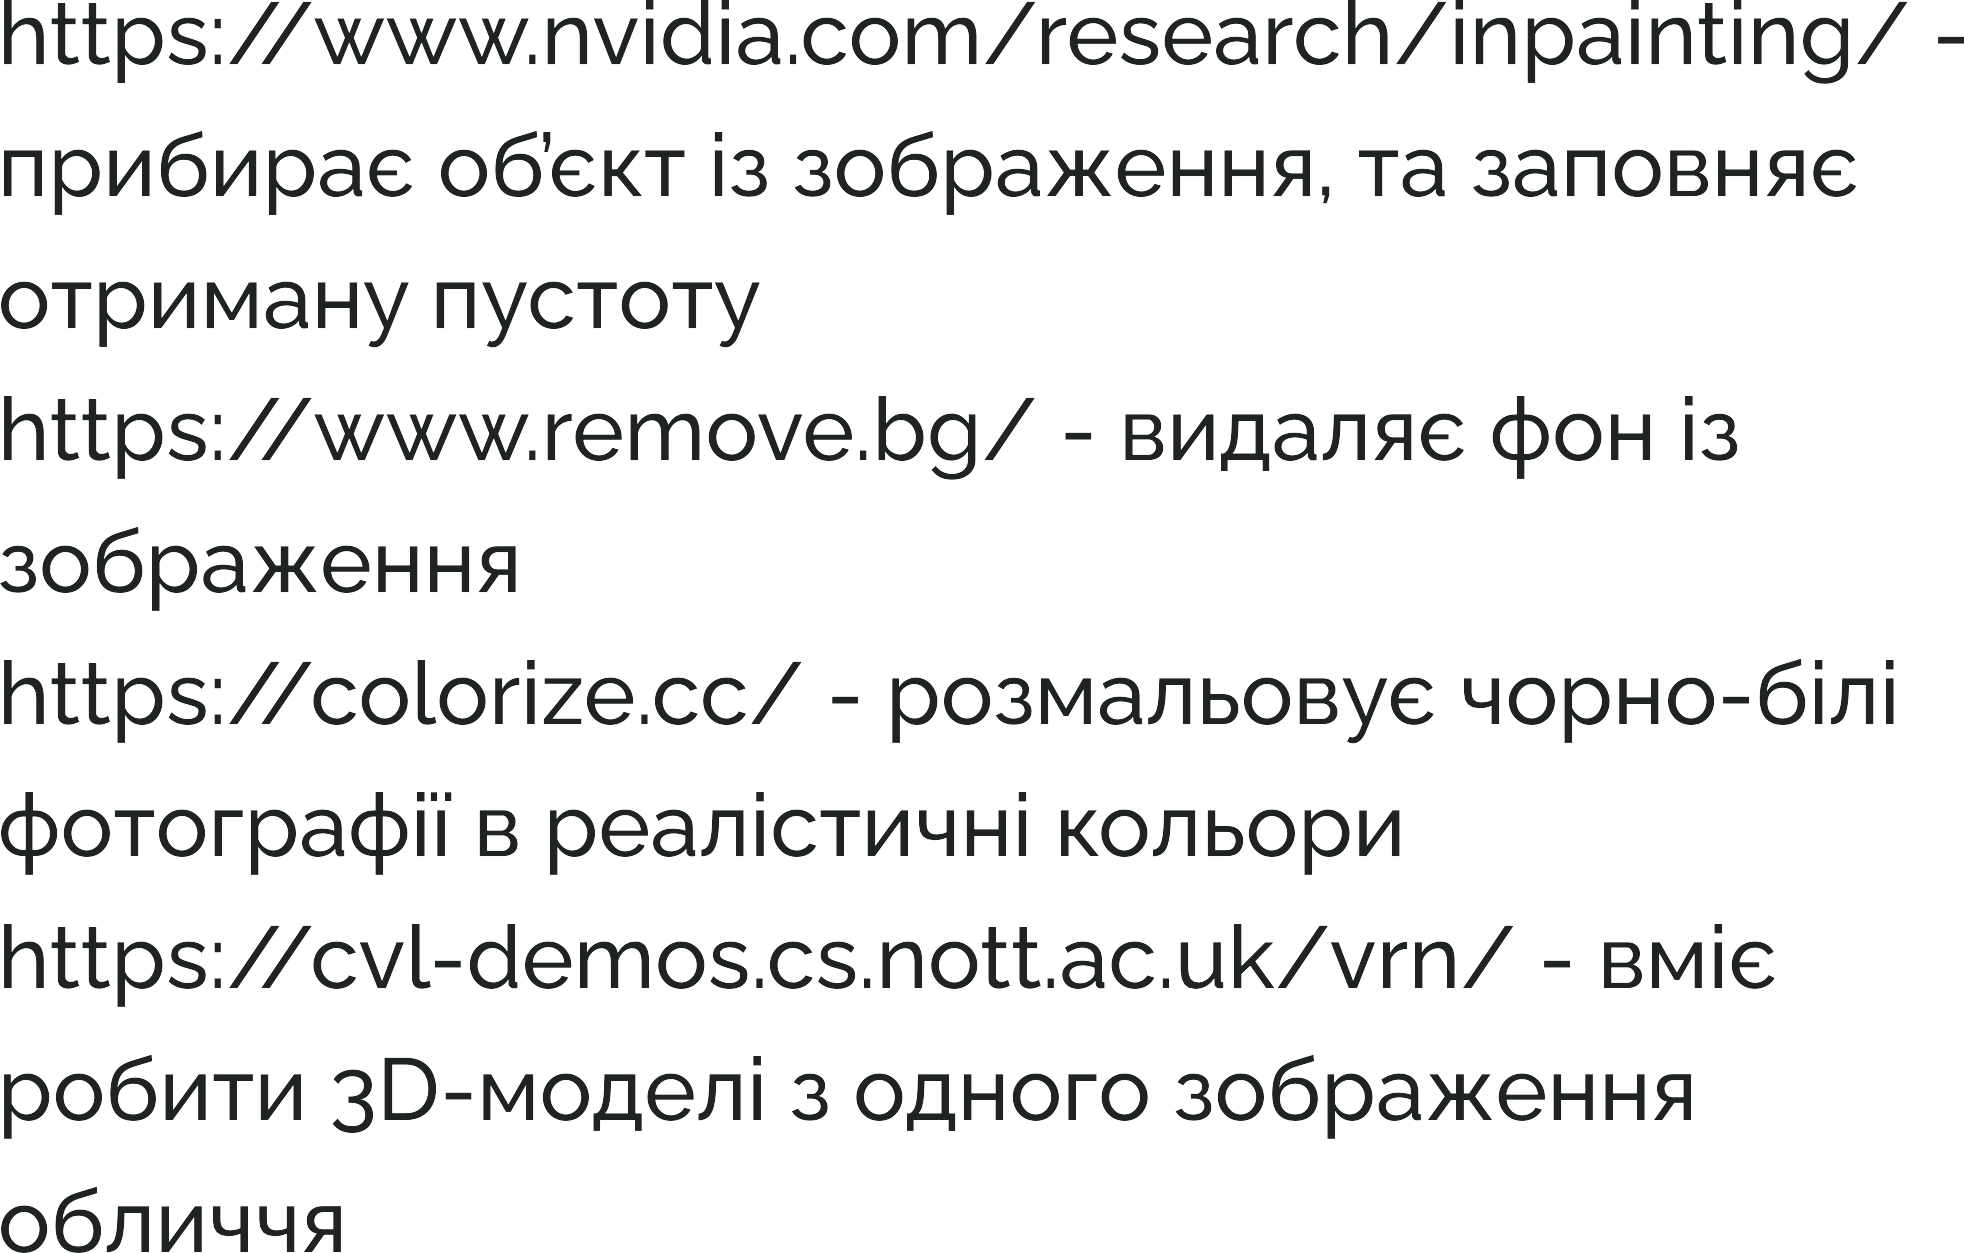 https://www.nvidia.com/research/inpainting/ -
прибирає об’єкт із зображення, та заповняє
отриману пустоту
https://www.remove.bg/ - видаляє фон із
зображення
https://colorize.cc/ - розмальовує чорно-білі
фотографії в реалістичні кольори
https://cvl-demos.cs.nott.ac.uk/vrn/ - вміє
робити 3D-моделі з одного зображення
обличчя